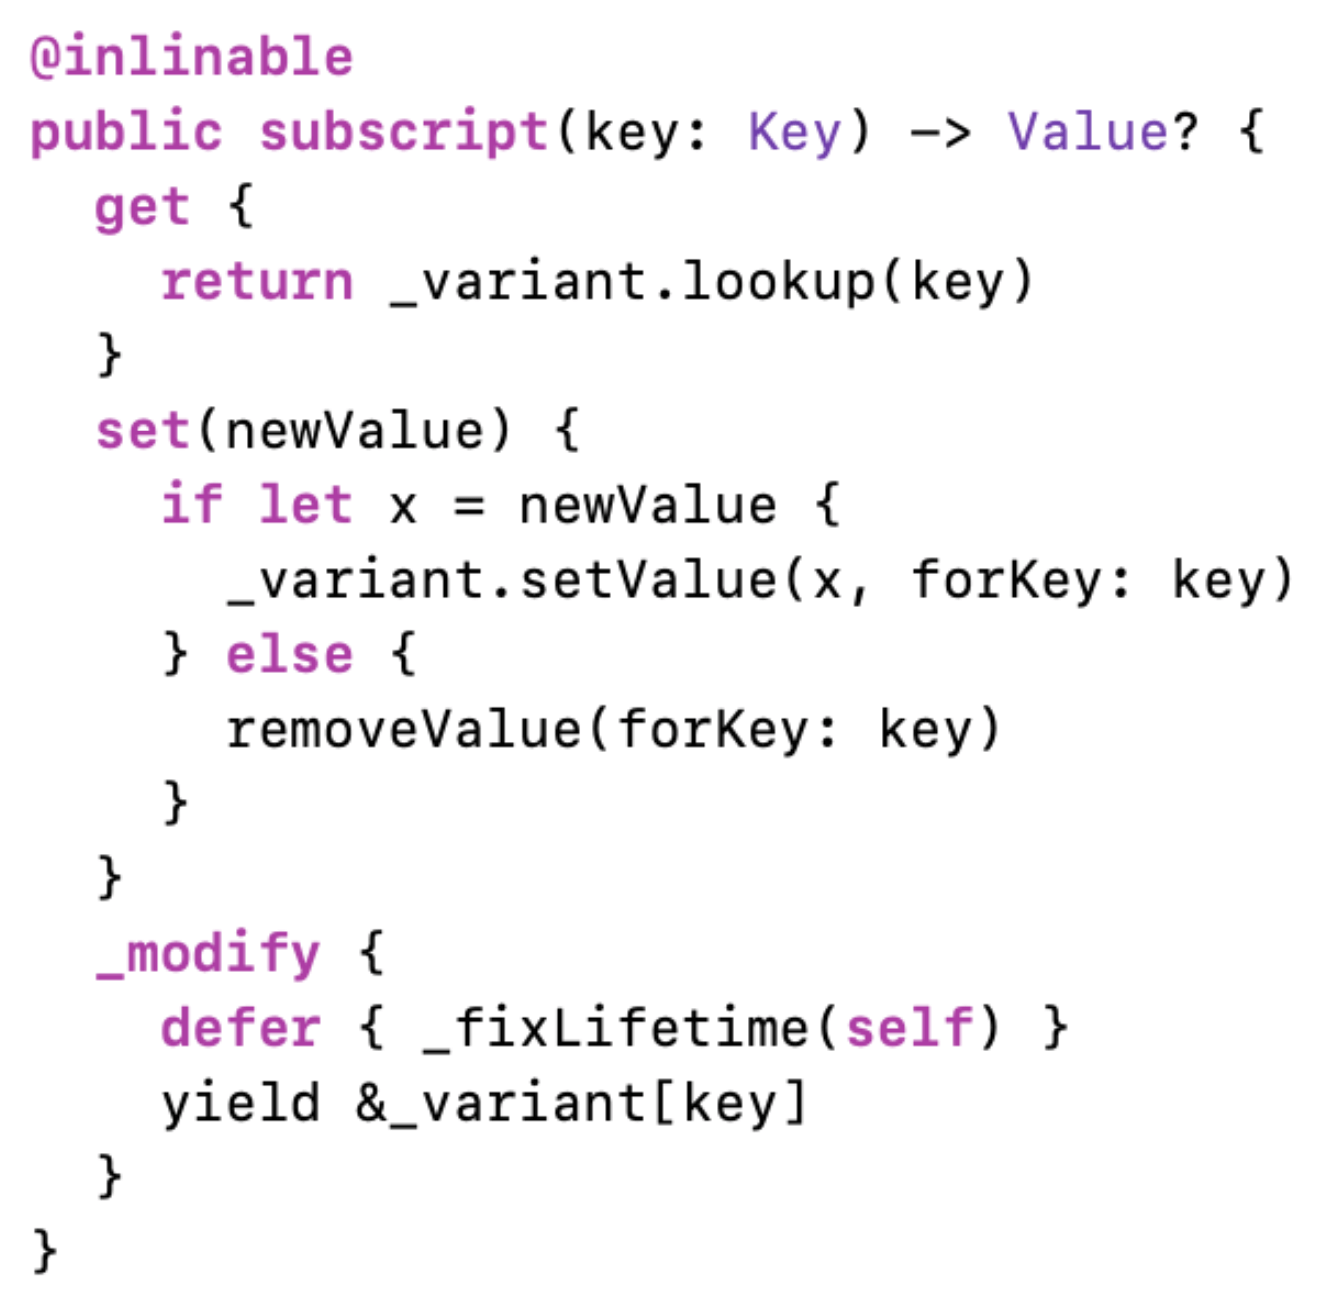 @inlinable
public subscript(key: Key) -> Value? {
  get {
    return _variant.lookup(key)
  }
  set(newValue) {
    if let x = newValue {
      _variant.setValue(x, forKey: key)
    } else {
      removeValue(forKey: key)
    }
  }
  _modify {
    defer { _fixLifetime(self) }
    yield &_variant[key]
  }
}